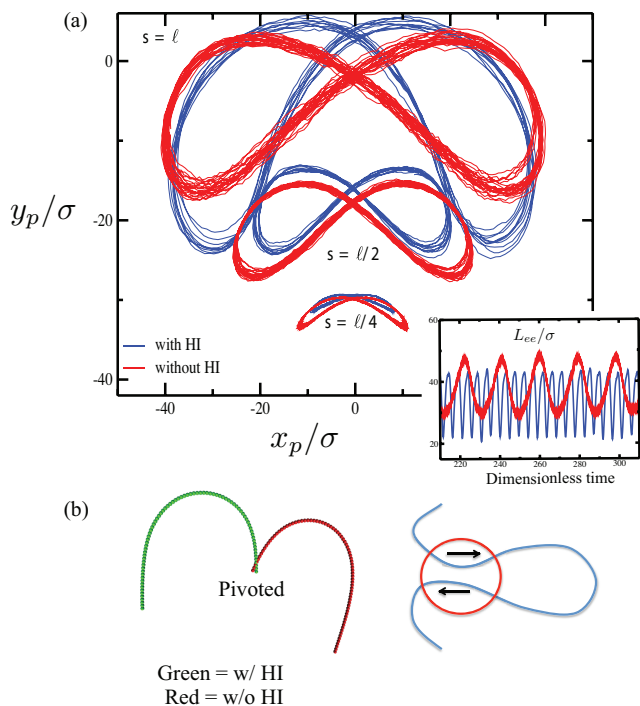 (a)
s = ℓ
0
y_p/σ
-20
s = ℓ/2
s = ℓ/4
with HI
without HI
-40
-40
-20
0
x_p/σ
60
L_ee/σ
40
20
220
240
260
280
300
Dimensionless time
(b)
Pivoted
Green = w/ HI
Red = w/o HI